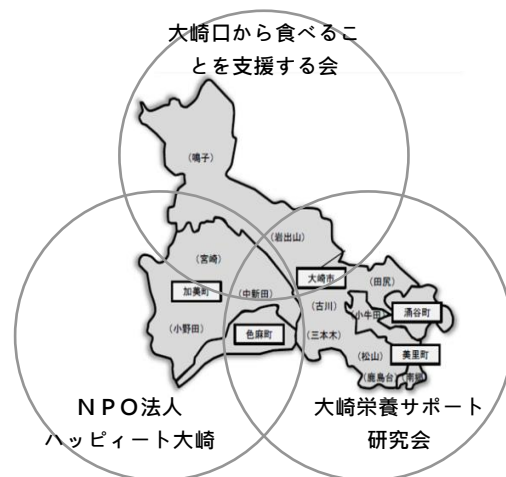 大崎口から食べるこ
とを支援する会
（鳴子）
（岩出山）
（宮崎）
大崎市
（田尻）
加美町
（中新田）
（古川）
（小牛田）
涌谷町
（小野田）
色麻町
（三本木）
（松山）
美里町
（鹿島台）
（南郷）
ＮＰＯ法人
ハッピィート大崎
大崎栄養サポート
研究会